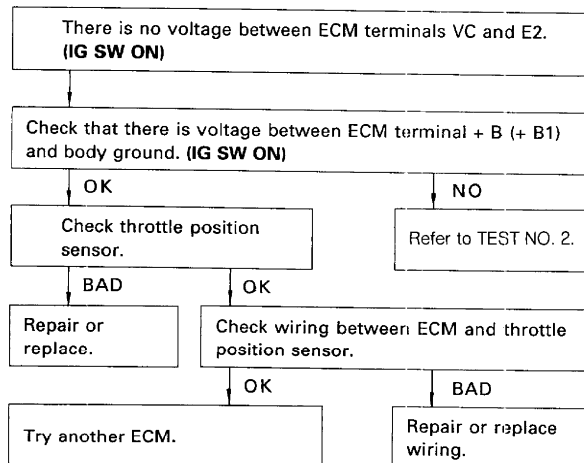 There is no voltage between ECM terminals VC and E2.
(IG SW ON)
Check that there is voltage between ECM terminal + B (+ B1)
and body ground. (IG SW ON)
OK
NO
Check throttle position
sensor.
Refer to TEST NO. 2.
BAD
OK
Repair or
replace.
Check wiring between ECM and throttle
position sensor.
OK
BAD
Try another ECM.
Repair or replace
wiring.